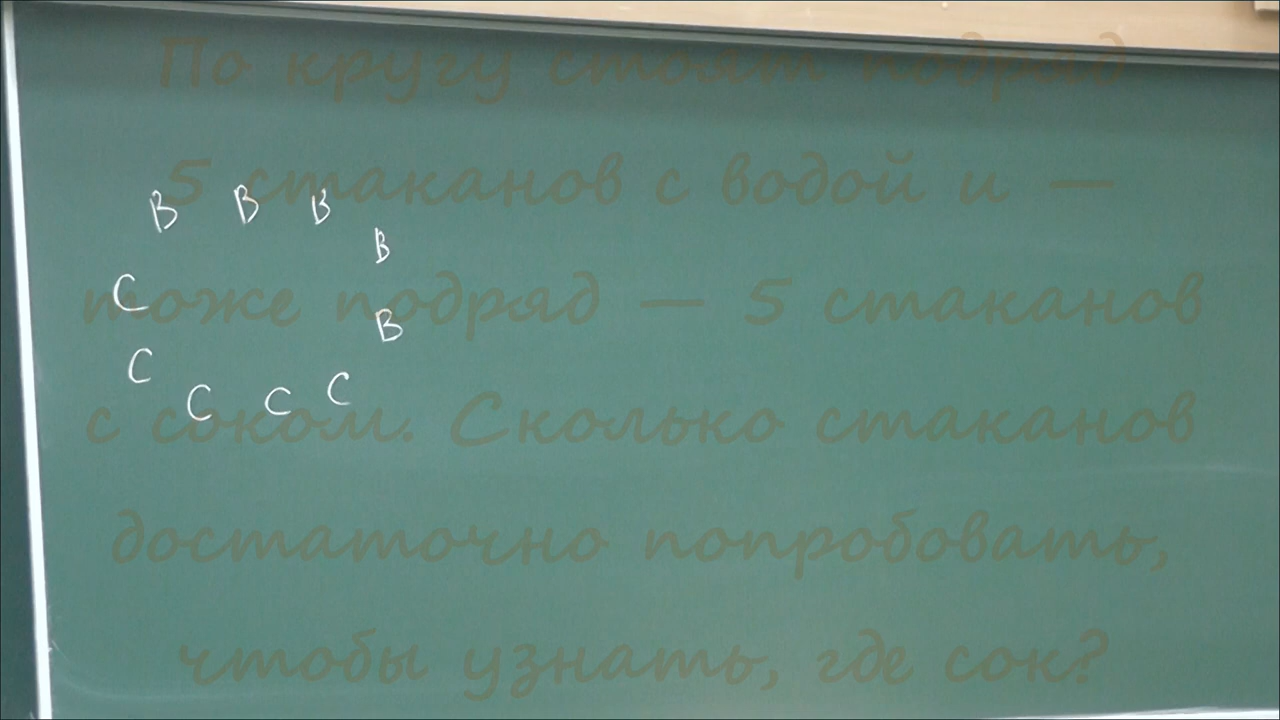 По кругу стоят подряд
5 стаканов с водой и —
тоже подряд — 5 стаканов
с соком. Сколько стаканов
достаточно попробовать,
чтобы узнать, где сок?
В В В
В
С
В
С
С С С